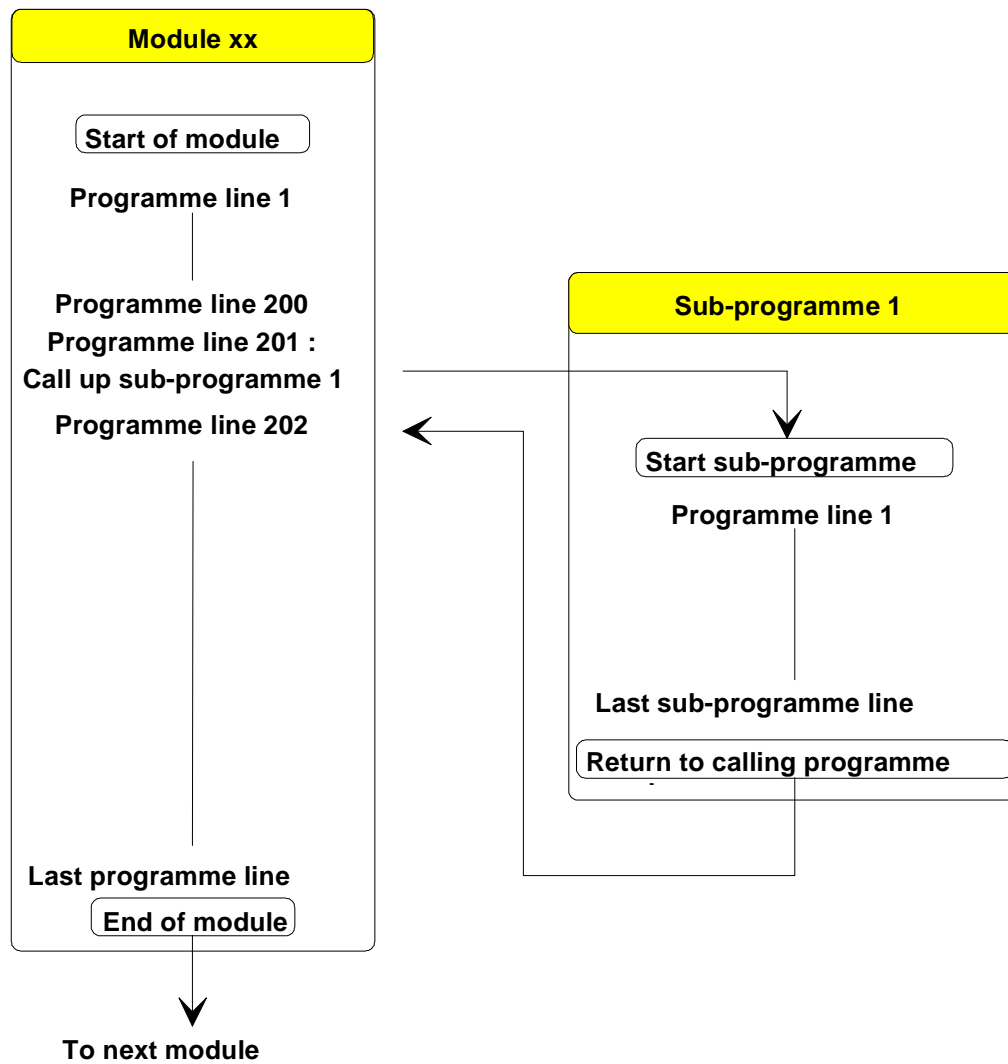 Module xx
Start of module
Programme line 1
Programme line 200
Programme line 201 :
Call up sub-programme 1
Programme line 202
Last programme line
End of module
To next module
Sub-programme 1
Start sub-programme
Programme line 1
Last sub-programme line
Return to calling programme